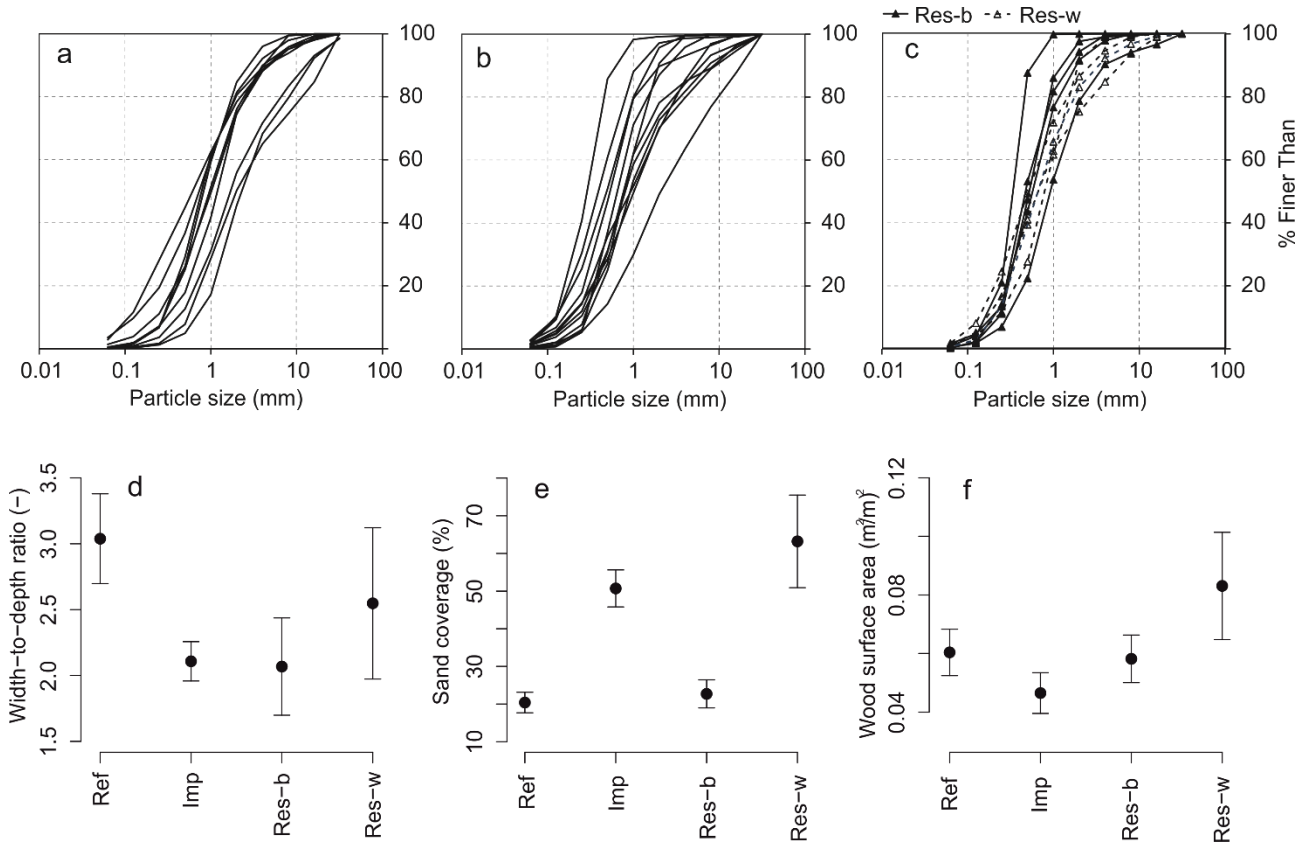 Res-b Res-w
a
b
c
100
80
60
40
20
100
80
60
40
20
100
80
60
40
20
% Finer Than
0.01 0.1 1 10 100
0.01 0.1 1 10 100
0.01 0.1 1 10 100
Particle size (mm)
Particle size (mm)
Particle size (mm)
d
Width-to-depth ratio (−)
3.5
3.0
2.5
2.0
1.5
Ref
Imp
Res−b
Res−w
e
Sand coverage (%)
70
50
30
10
Ref
Imp
Res−b
Res−w
f
Wood surface area (m²/m)²
0.12
0.08
0.04
Ref
Imp
Res−b
Res−w